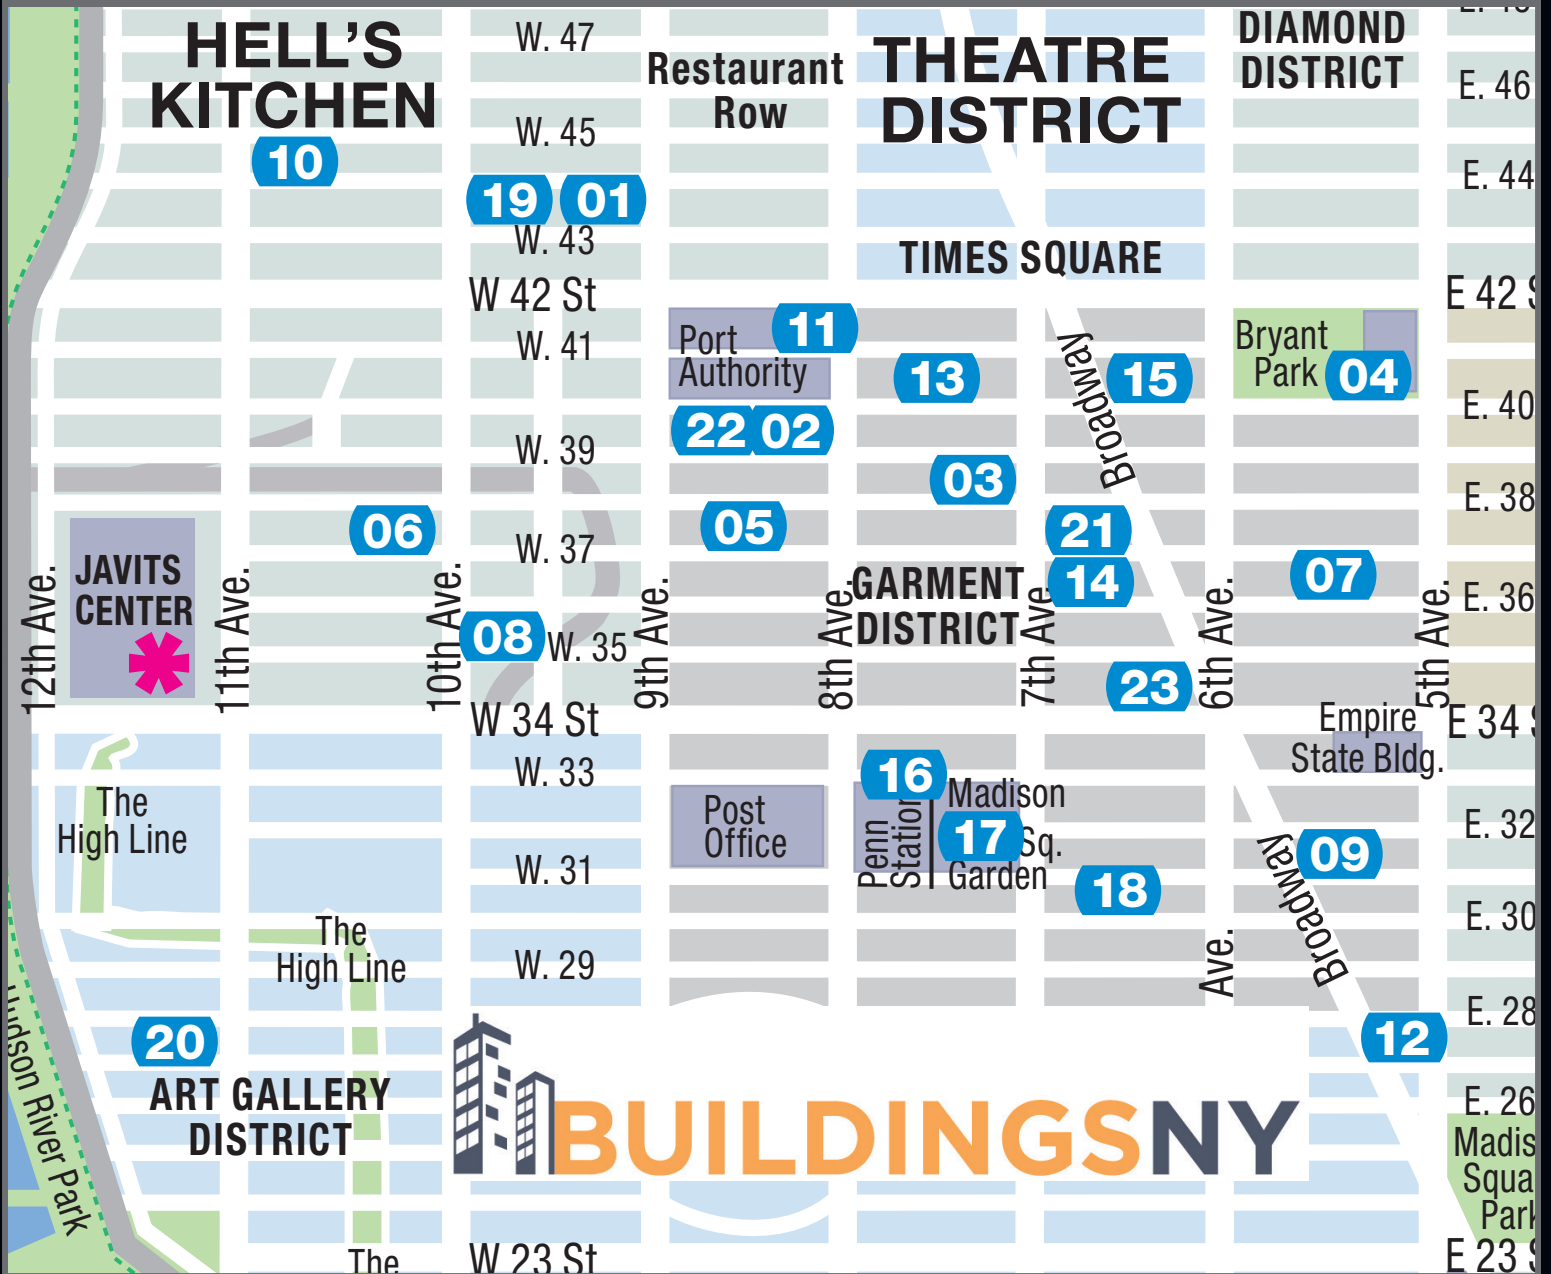 HELL'S
KITCHEN
W. 47
Restaurant
Row
THEATRE
DISTRICT
DIAMOND
DISTRICT
E. 46
W. 45
10
E. 44
19
01
W. 43
TIMES SQUARE
W 42 St
E 42 S
Port
Authority
11
W. 41
13
Broadway
15
Bryant
Park
04
E. 40
22
02
W. 39
03
E. 38
06
05
W. 37
21
14
07
JAVITS
CENTER
GARMENT
DISTRICT
E. 36
12th Ave.
11th Ave.
10th Ave.
08
W. 35
9th Ave.
8th Ave.
7th Ave.
6th Ave.
5th Ave.
23
W 34 St
Empire
State Bldg.
E 34 S
W. 33
16
The
High Line
Post
Office
Penn
Station
Madison
Sq.
Garden
17
E. 32
W. 31
18
Broadway
09
The
High Line
E. 30
W. 29
Ave.
E. 28
20
12
ART GALLERY
DISTRICT
BUILDINGSNY
E. 26
Hudson River Park
Madis
Squa
Park
The
W 23 St
E 23 S